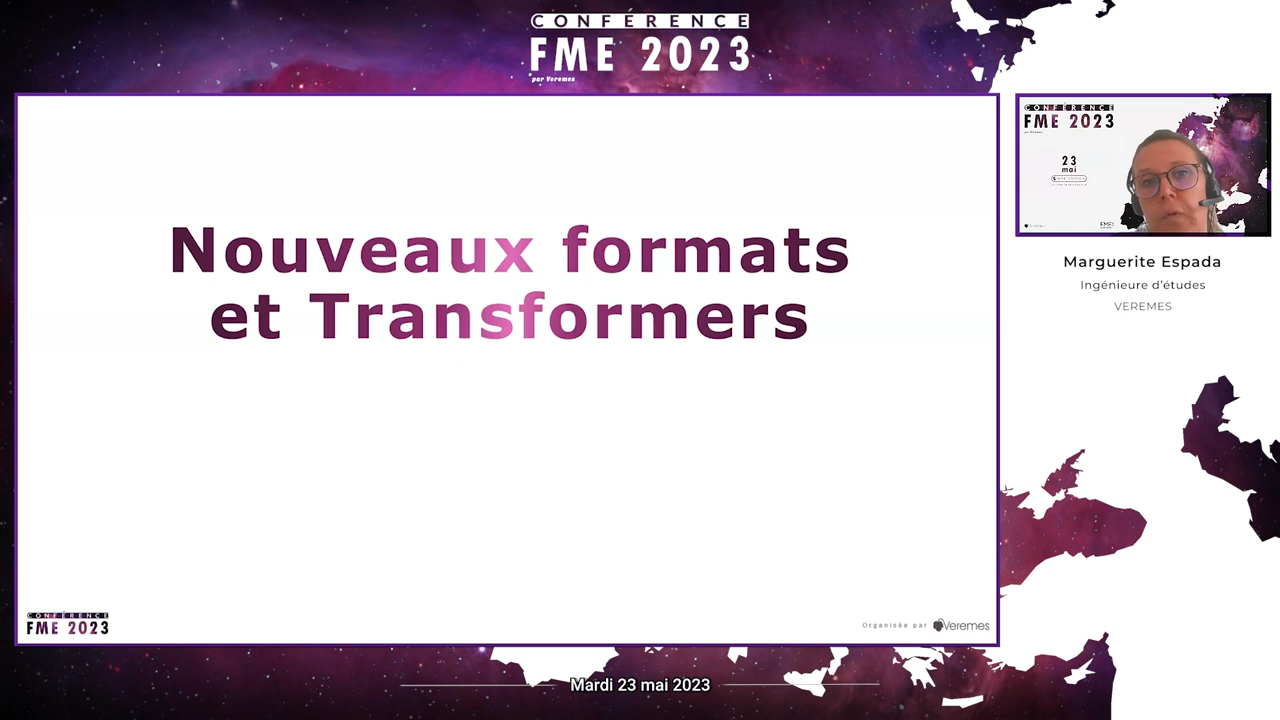 CONFÉRENCE
FME 2023
par Veremes
Nouveaux formats
et Transformers
CONFÉRENCE
FME 2023
Organisée par Veremes
CONFÉRENCE
FME 2023
23
mai
Marguerite Espada
Ingénieure d'études
VEREMES
Mardi 23 mai 2023